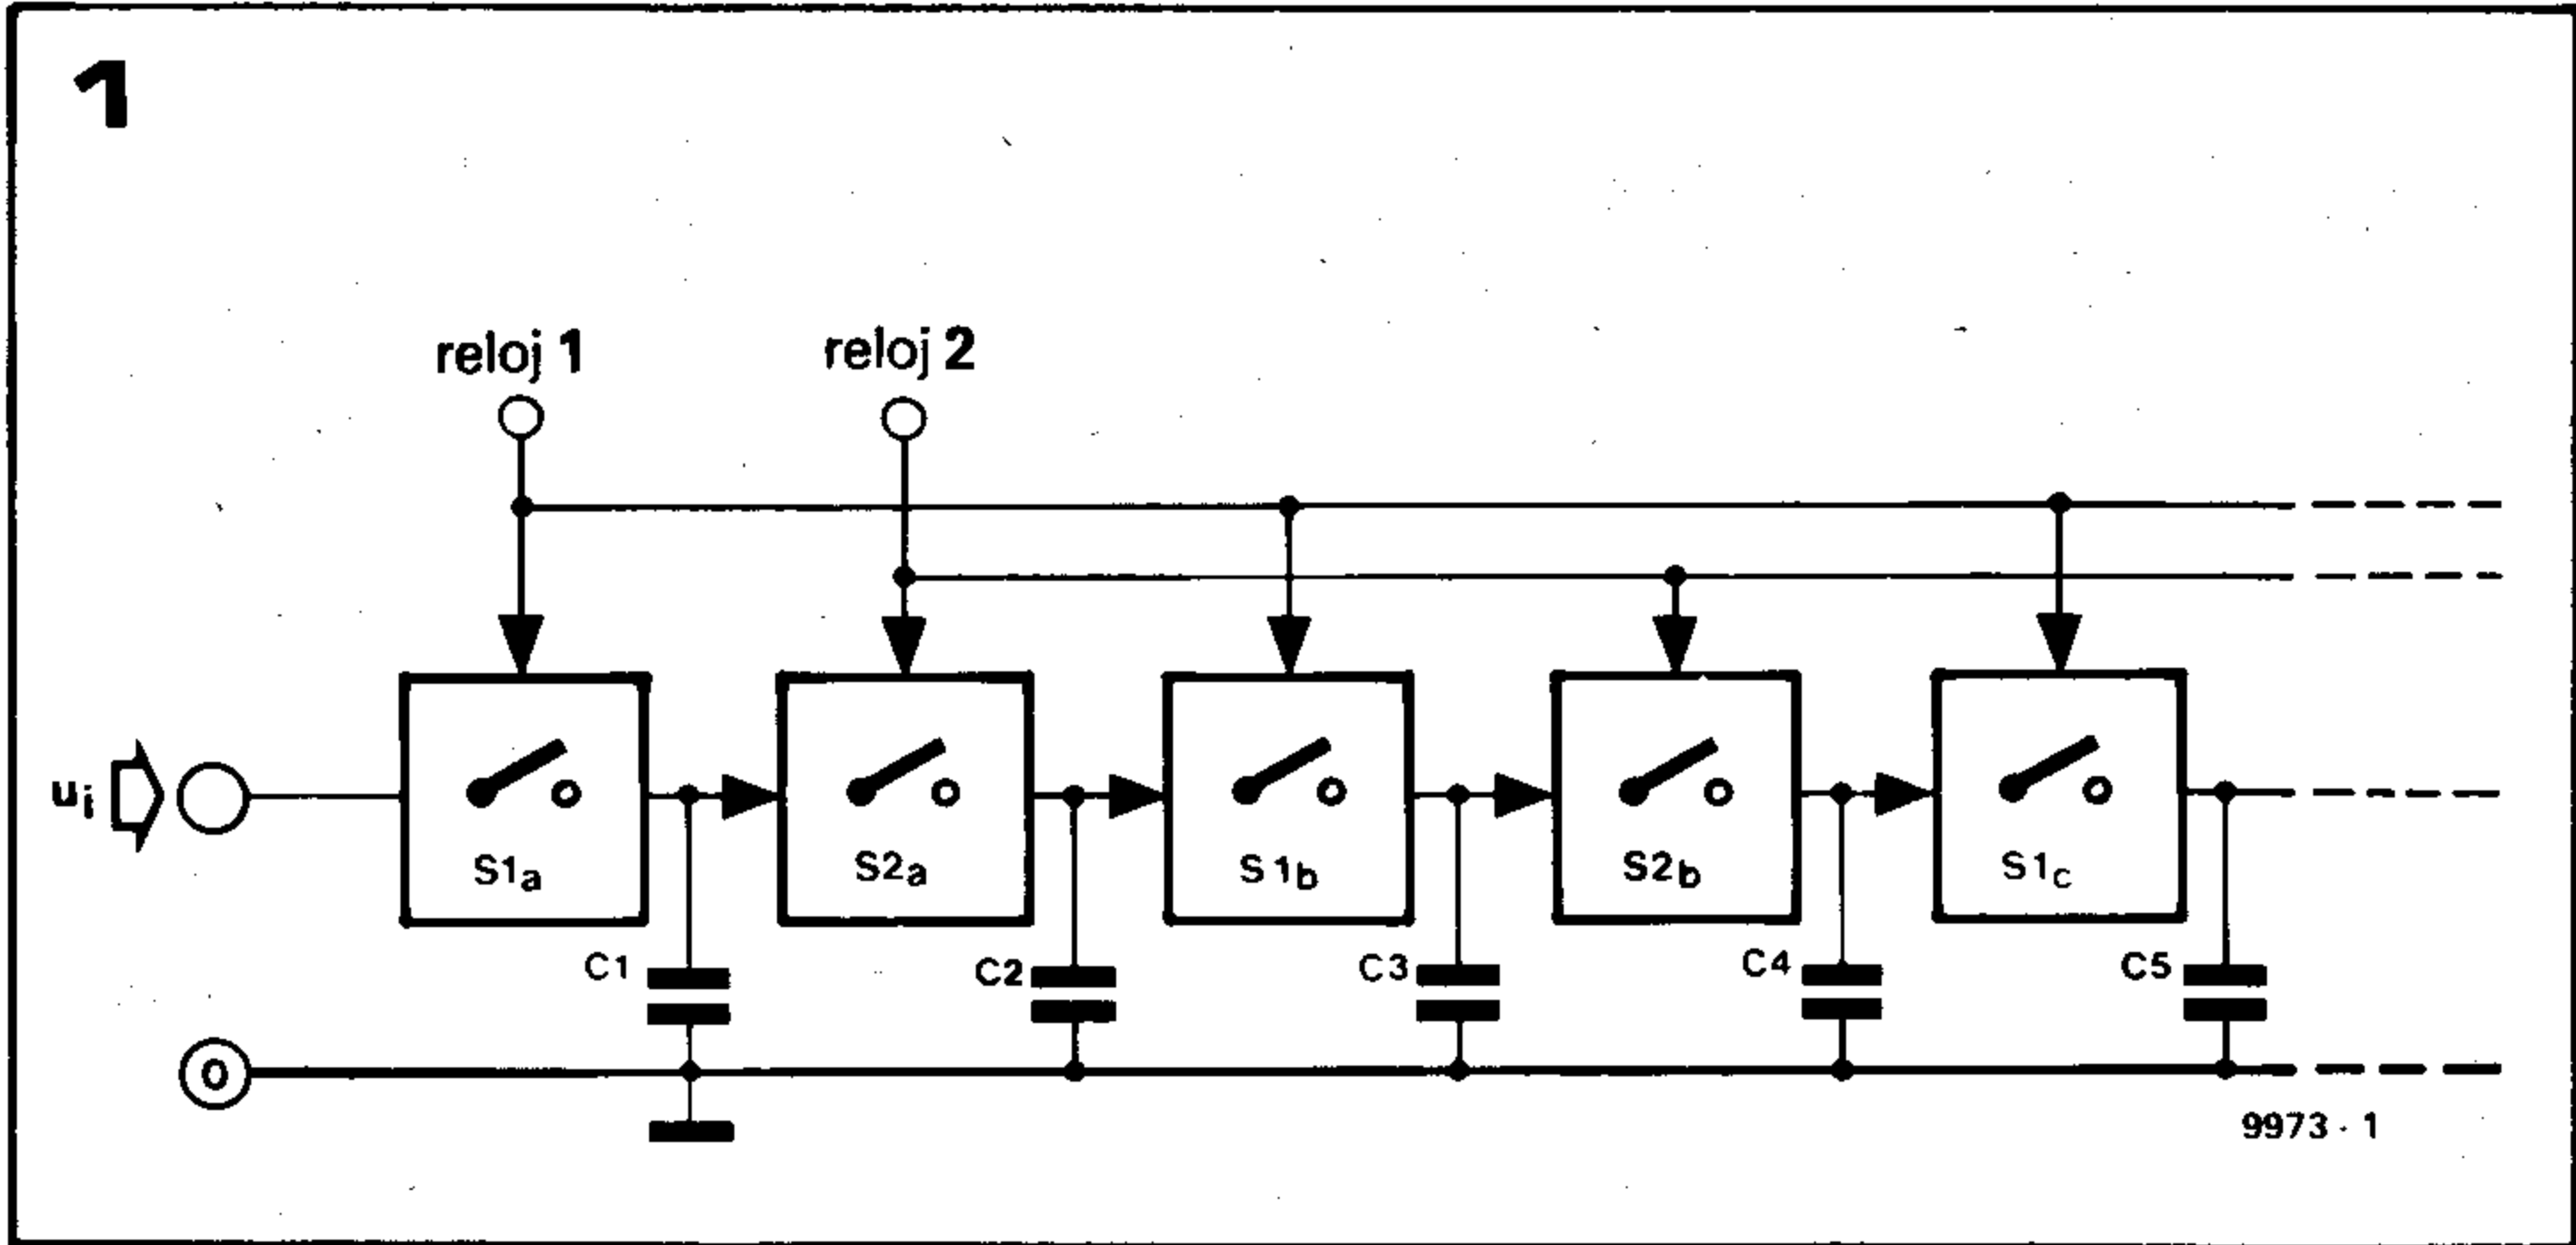 1
reloj 1
reloj 2
ui
S1a
S2a
S1b
S2b
S1c
C1
C2
C3
C4
C5
0
9973 - 1